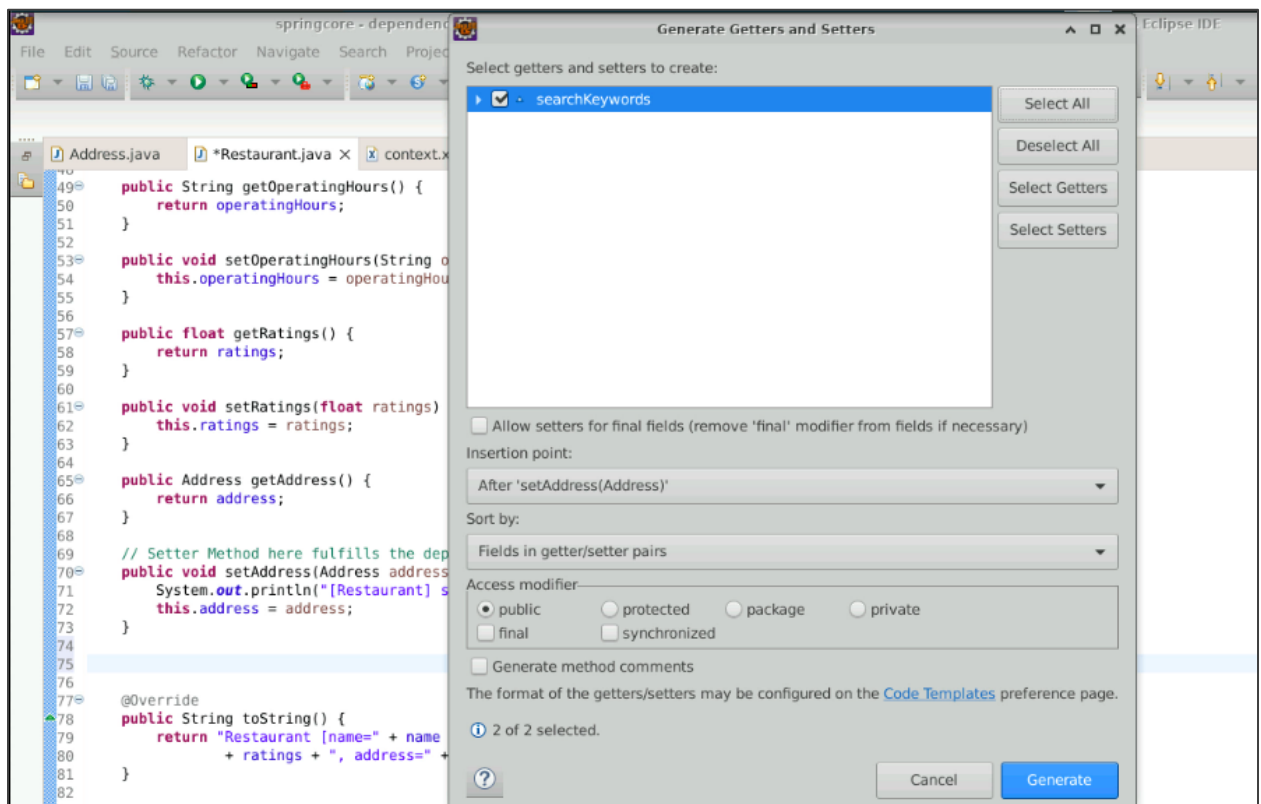 springcore - dependenc
Generate Getters and Setters
Eclipse IDE
File Edit Source Refactor Navigate Search Projec
Select getters and setters to create:
searchKeywords
Select All
Deselect All
Select Getters
Select Setters
Address.java *Restaurant.java context.x
49 public String getOperatingHours() {
50 return operatingHours;
51 }
52
53 public void setOperatingHours(String o
54 this.operatingHours = operatingHou
55 }
56
57 public float getRatings() {
58 return ratings;
59 }
60
61 public void setRatings(float ratings)
62 this.ratings = ratings;
63 }
64
65 public Address getAddress() {
66 return address;
67 }
68
69 // Setter Method here fulfills the dep
70 public void setAddress(Address address
71 System.out.println("[Restaurant] s
72 this.address = address;
73 }
74
75
76
77 @Override
78 public String toString() {
79 return "Restaurant [name=" + name
80 + ratings + ", address=" +
81 }
82
Allow setters for final fields (remove 'final' modifier from fields if necessary)
Insertion point:
After 'setAddress(Address)'
Sort by:
Fields in getter/setter pairs
Access modifier
public protected package private
final synchronized
Generate method comments
The format of the getters/setters may be configured on the Code Templates preference page.
2 of 2 selected.
Cancel Generate